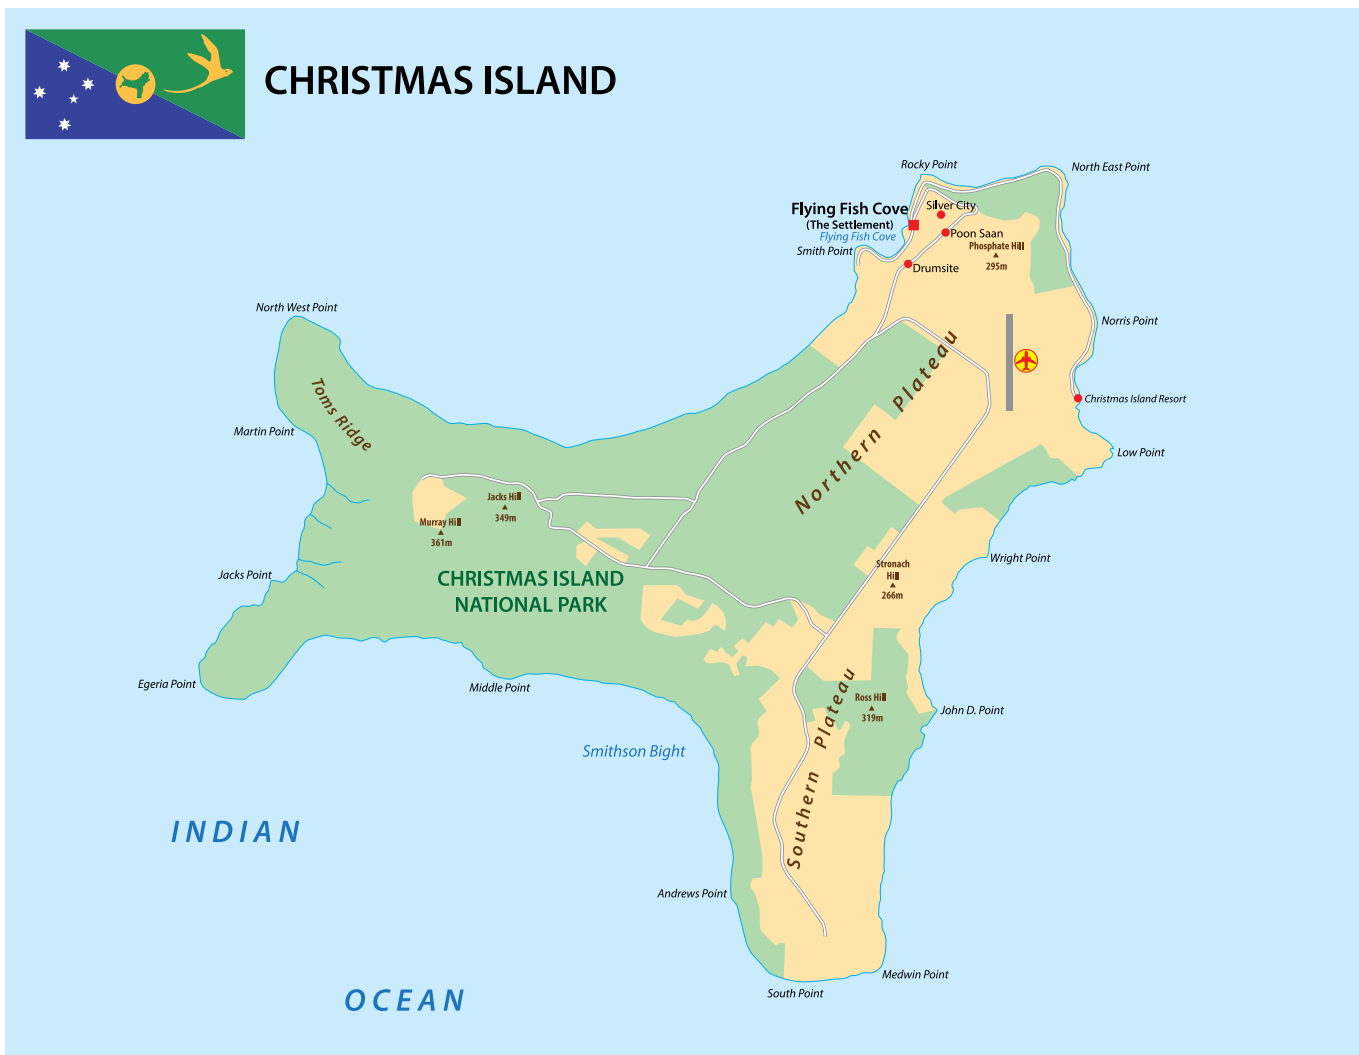 CHRISTMAS ISLAND
Rocky Point
North East Point
Silver City
Flying Fish Cove
(The Settlement)
Flying Fish Cove
Poon Saan
Smith Point
Phosphate Hill
295m
Drumsite
North West Point
Norris Point
Toms Ridge
Northern Plateau
Christmas Island Resort
Martin Point
Low Point
Jacks Hill
349m
Murray Hill
361m
Wright Point
Stronach
Hill
266m
Jacks Point
CHRISTMAS ISLAND
NATIONAL PARK
Egeria Point
Middle Point
Ross Hill
319m
John D. Point
Southern Plateau
Smithson Bight
INDIAN
Andrews Point
Medwin Point
South Point
OCEAN